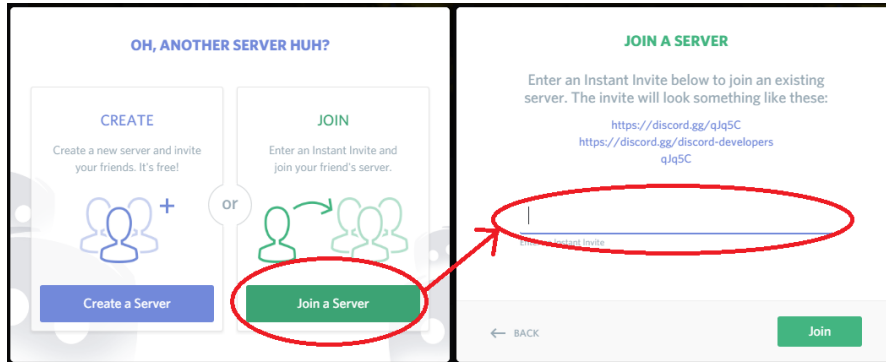 OH, ANOTHER SERVER HUH?
CREATE
Create a new server and invite
your friends. It's free!
or
JOIN
Enter an Instant Invite and
join your friend's server.
Create a Server
Join a Server
JOIN A SERVER
Enter an Instant Invite below to join an existing
server. The invite will look something like these:
https://discord.gg/qJq5C
https://discord.gg/discord-developers
qJq5C
Enter an Instant Invite
BACK
Join